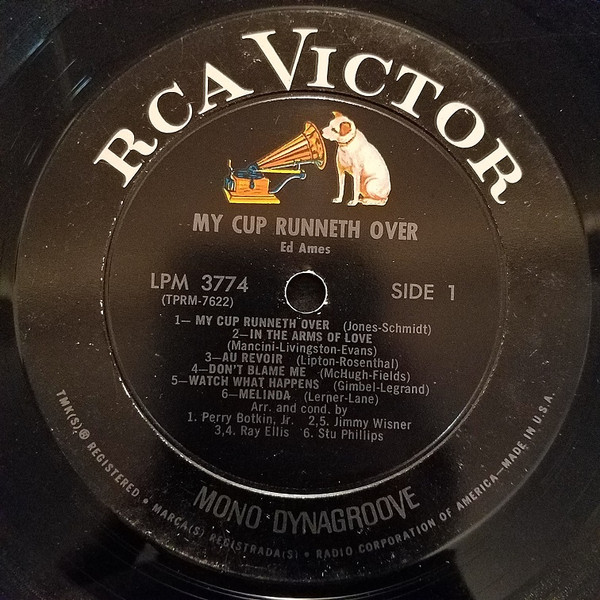 RCA VICTOR
MY CUP RUNNETH OVER
Ed Ames
LPM 3774
(TPRM-7622)
SIDE 1
1— MY CUP RUNNETH OVER (Jones-Schmidt)
2—IN THE ARMS OF LOVE
(Mancini-Livingston-Evans)
3—AU REVOIR (Lipton-Rosenthal)
4—DON'T BLAME ME (McHugh-Fields)
5—WATCH WHAT HAPPENS (Gimbel-Legrand)
6—MELINDA (Lerner-Lane)
Arr. and cond. by
1. Perry Botkin, Jr. 2,5. Jimmy Wisner
3,4. Ray Ellis 6. Stu Phillips
MONO DYNAGROOVE
TMK(S)® REGISTERED • MARCA(S) REGISTRADA(S) • RADIO CORPORATION OF AMERICA—MADE IN U.S.A.